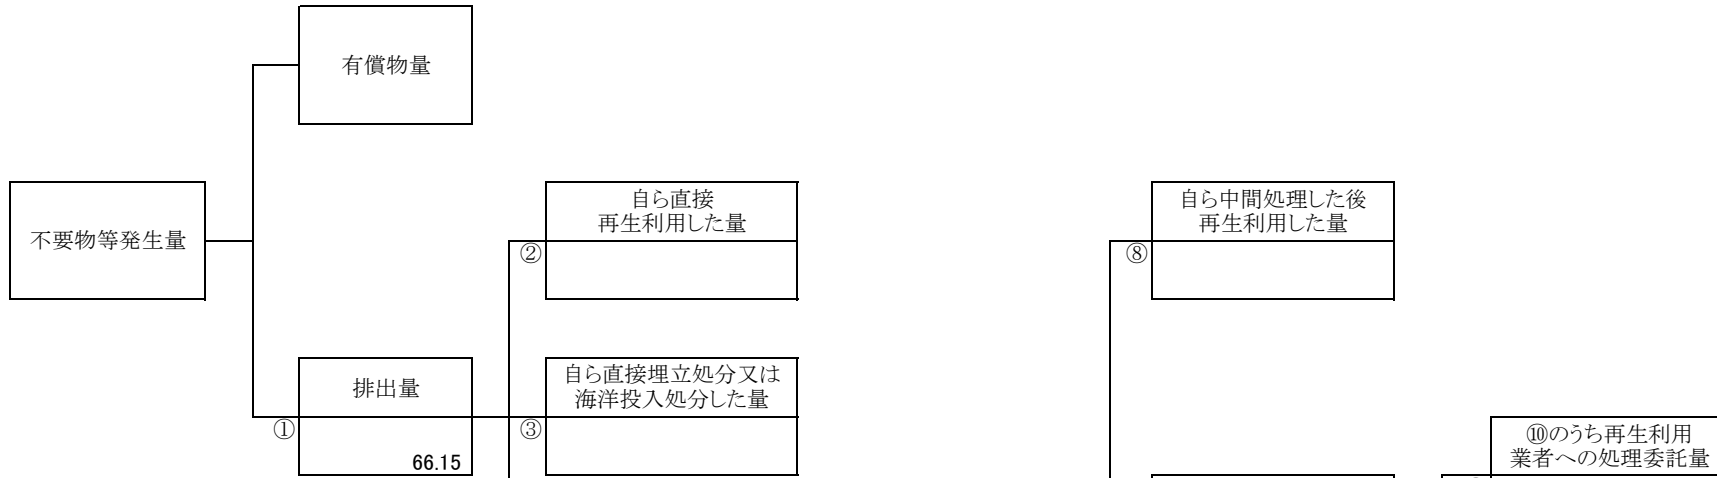 有償物量
不要物等発生量
自ら直接
再生利用した量
②
自ら中間処理した後
再生利用した量
⑧
排出量
①
66.15
自ら直接埋立処分又は
海洋投入処分した量
③
⑩のうち再生利用
業者への処理委託量